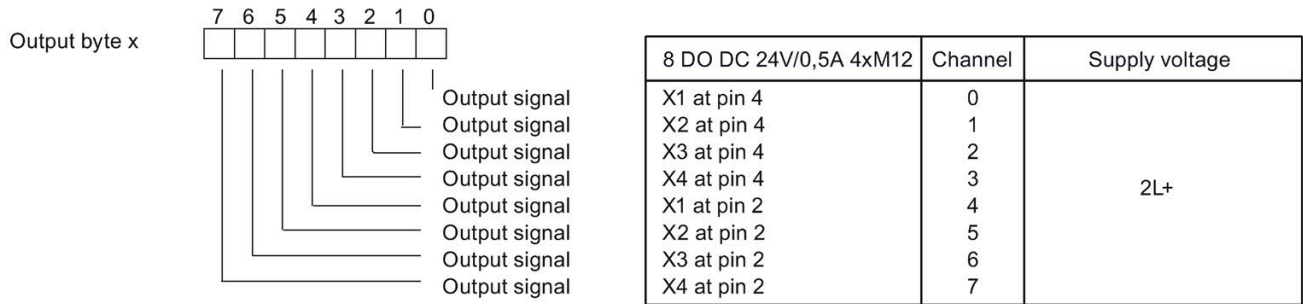 7 6 5 4 3 2 1 0
Output byte x
8 DO DC 24V/0,5A 4xM12 Channel Supply voltage
Output signal X1 at pin 4 0
Output signal X2 at pin 4 1
Output signal X3 at pin 4 2
Output signal X4 at pin 4 3
2L+
Output signal X1 at pin 2 4
Output signal X2 at pin 2 5
Output signal X3 at pin 2 6
Output signal X4 at pin 2 7